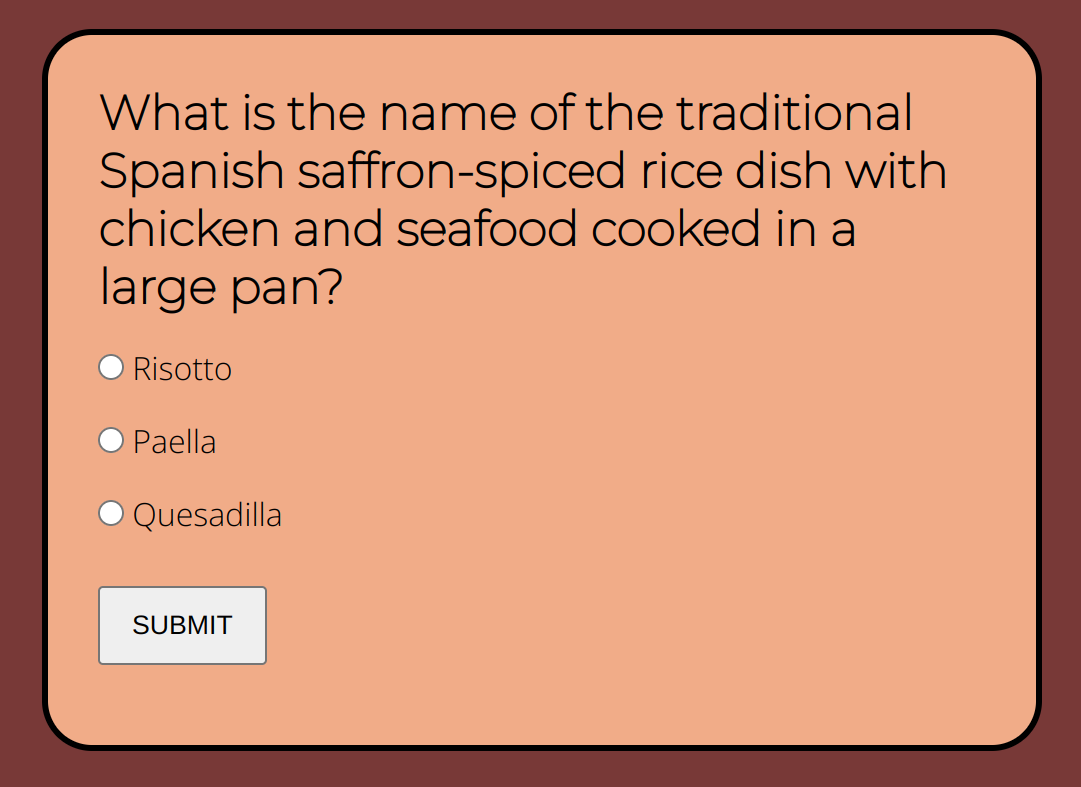 What is the name of the traditional
Spanish saffron-spiced rice dish with
chicken and seafood cooked in a
large pan?
Risotto
Paella
Quesadilla
SUBMIT